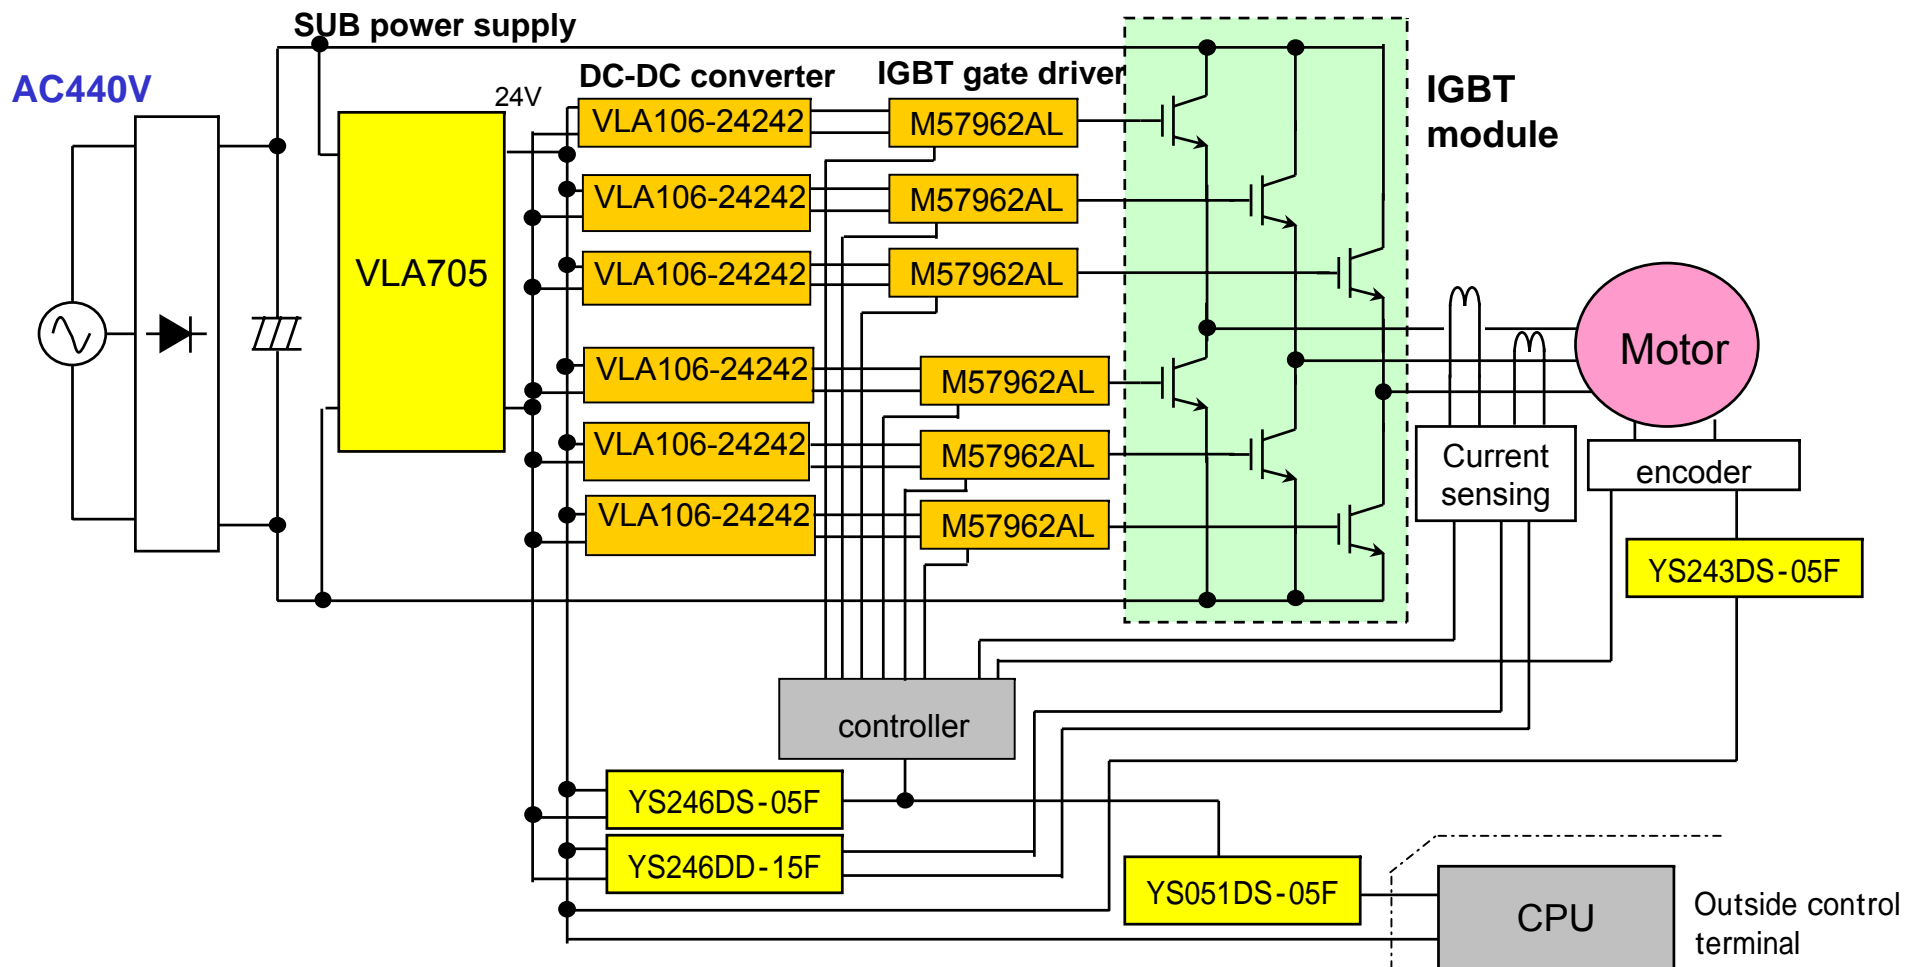 SUB power supply
AC440V
DC-DC converter
IGBT gate driver
IGBT
module
24V
VLA705
VLA106-24242
M57962AL
VLA106-24242
M57962AL
VLA106-24242
M57962AL
VLA106-24242
M57962AL
VLA106-24242
M57962AL
VLA106-24242
M57962AL
Motor
Current
sensing
encoder
YS243DS-05F
controller
YS246DS-05F
YS246DD-15F
YS051DS-05F
CPU
Outside control
terminal